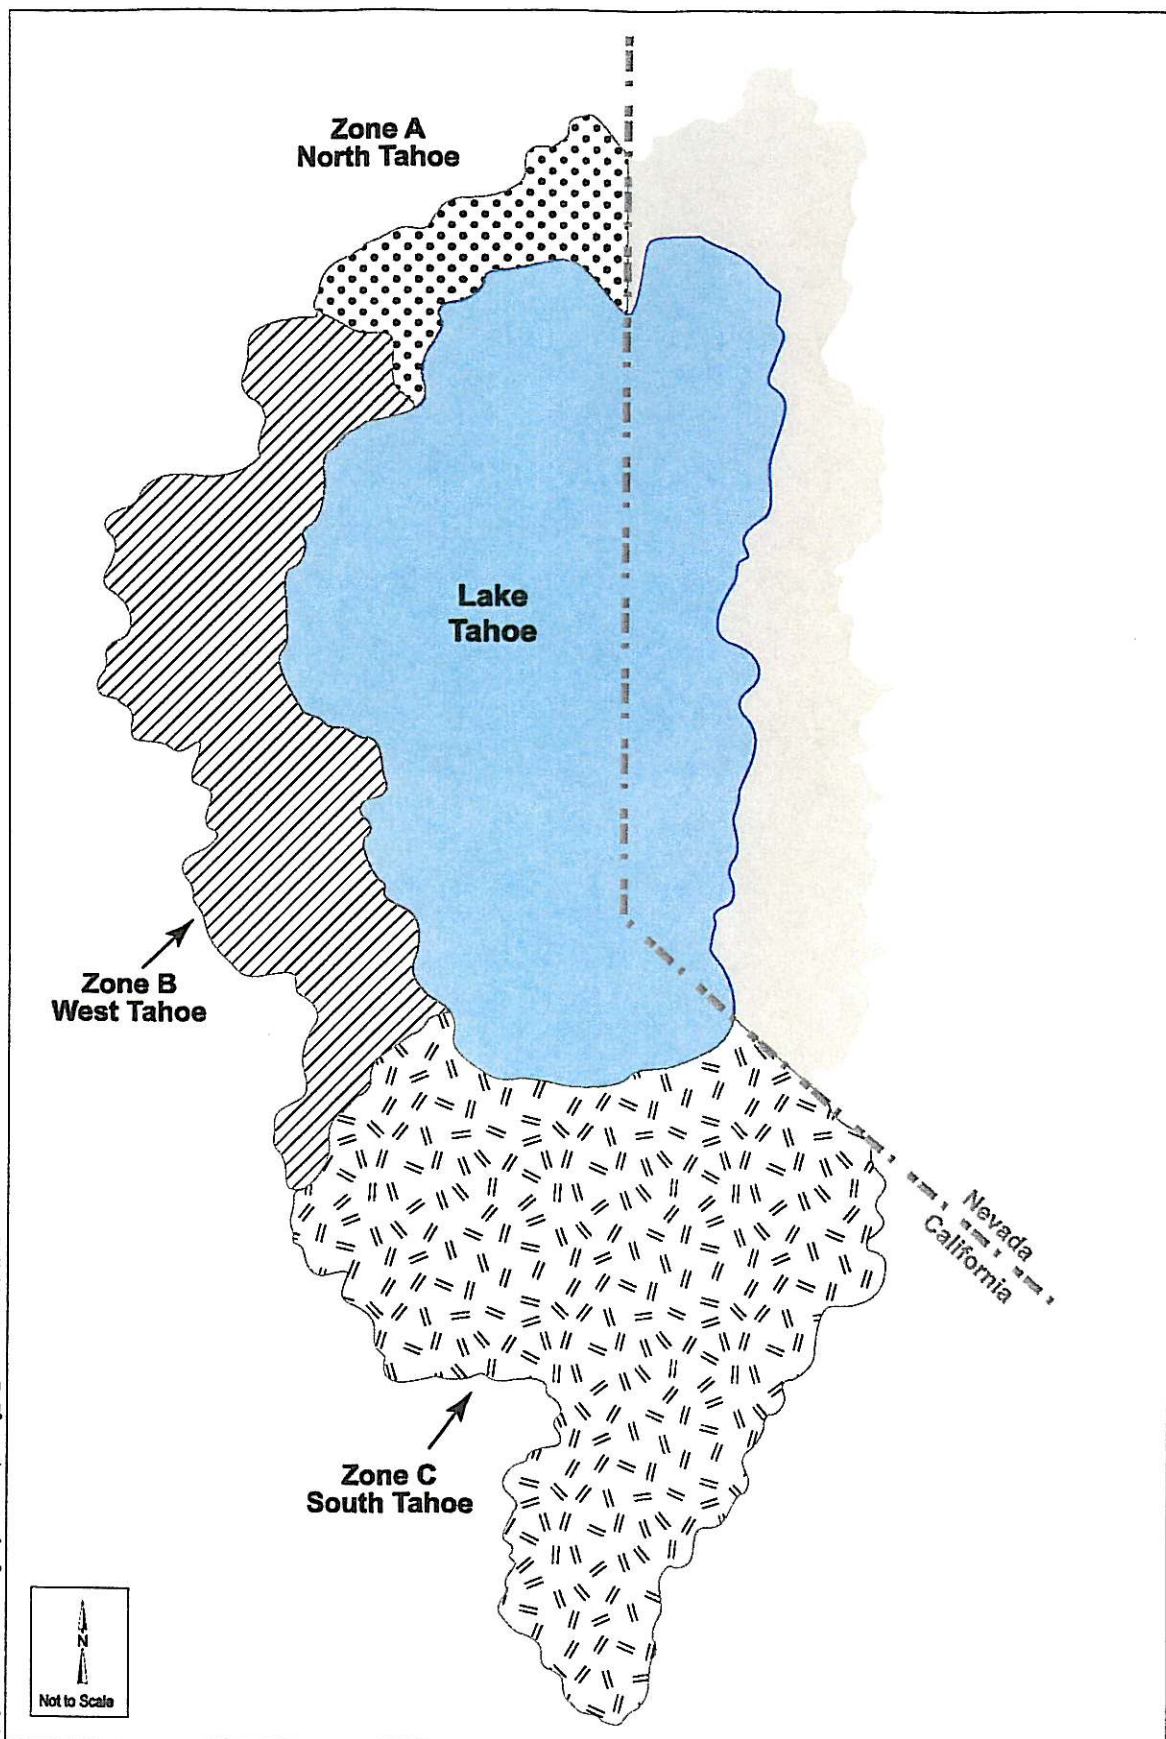 Zone A
North Tahoe
Lake
Tahoe
Zone B
West Tahoe
Nevada
California
Zone C
South Tahoe
N
Not to Scale